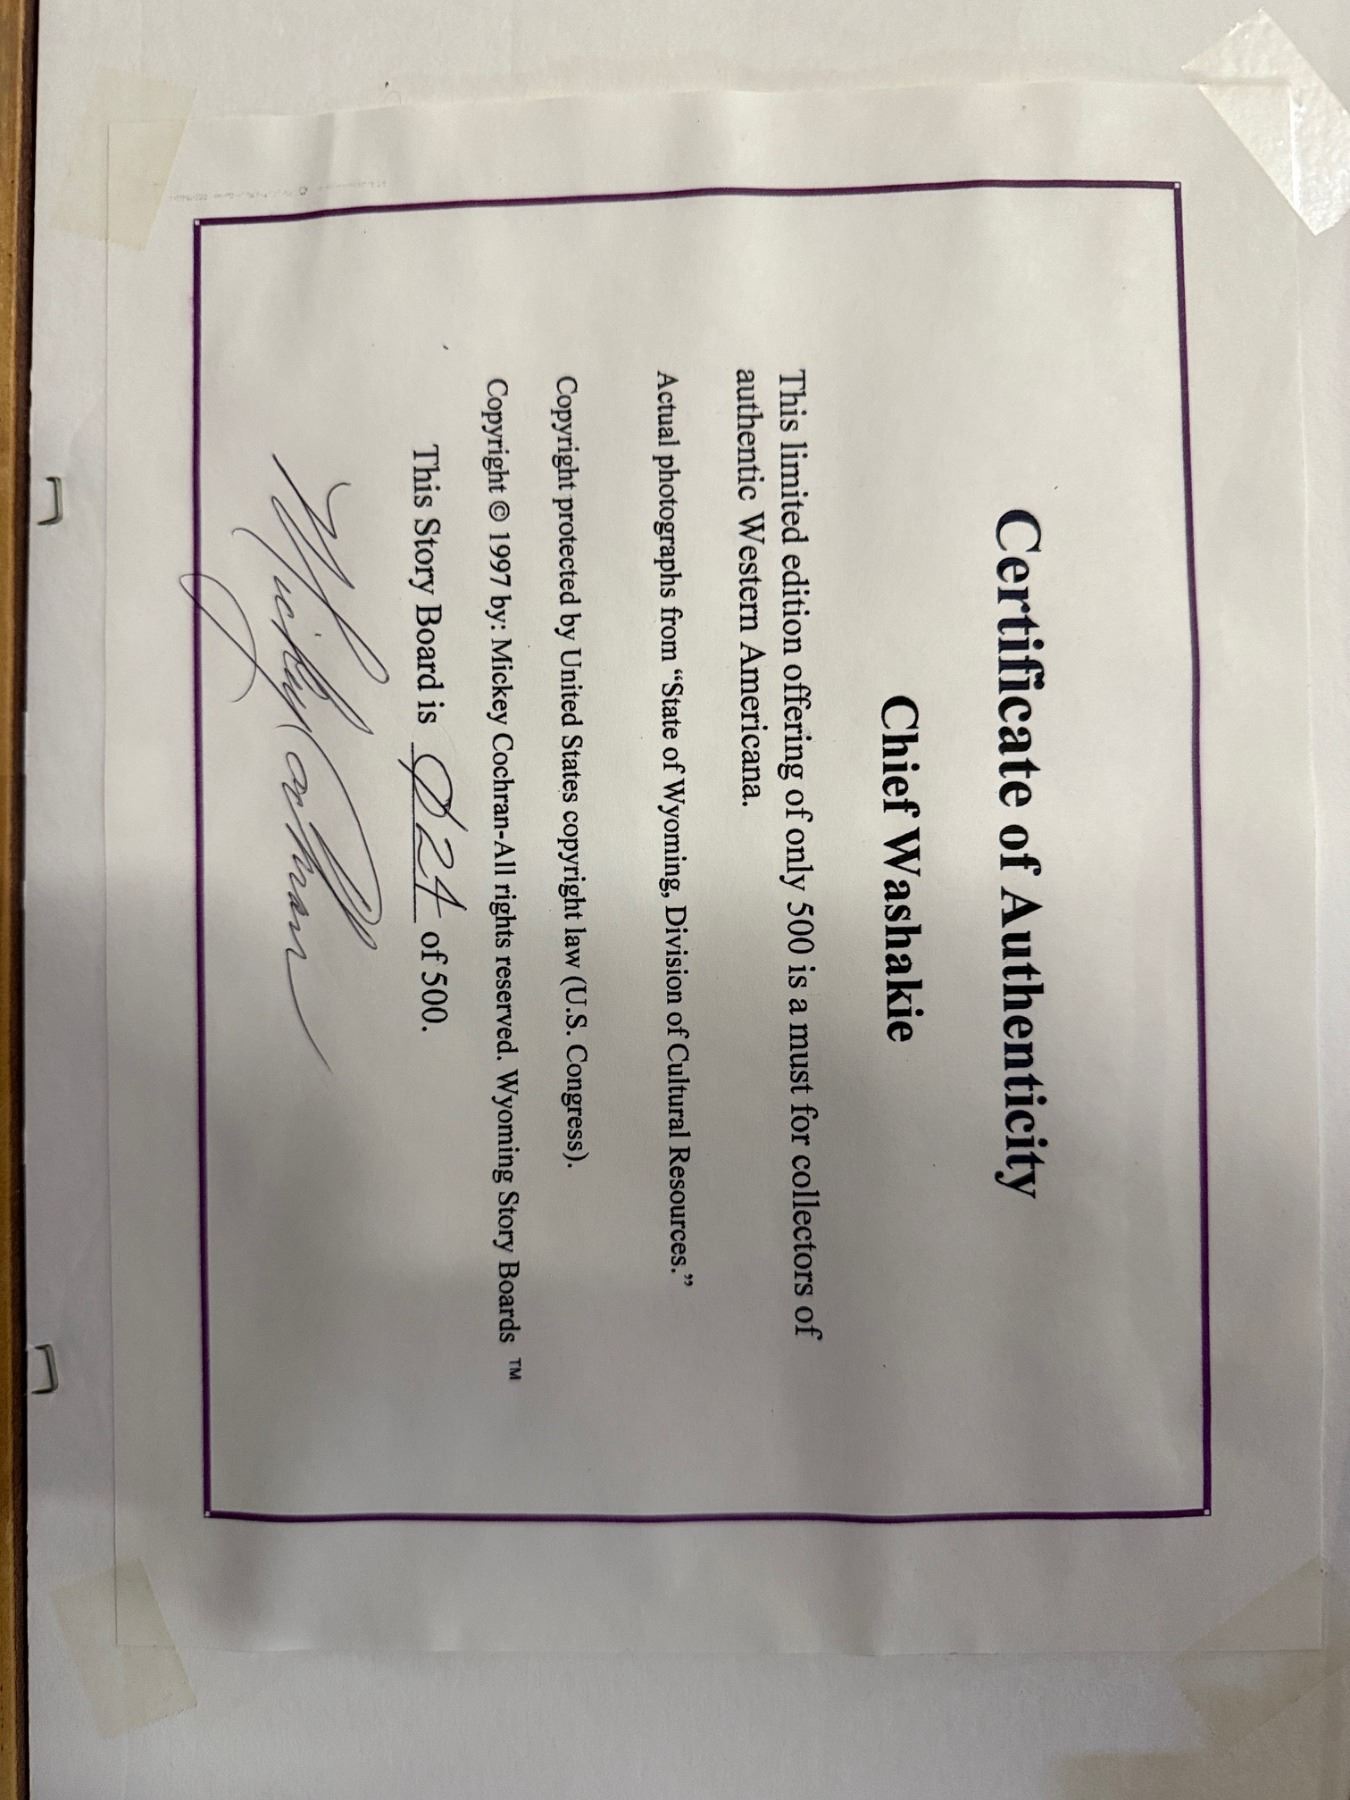 Certificate of Authenticity
Chief Washakie
This limited edition offering of only 500 is a must for collectors of
authentic Western Americana.
Actual photographs from “State of Wyoming, Division of Cultural Resources.”
Copyright protected by United States copyright law (U.S. Congress).
Copyright © 1997 by: Mickey Cochran-All rights reserved. Wyoming Story Boards ™
This Story Board is 024 of 500.
Mickey Cochran